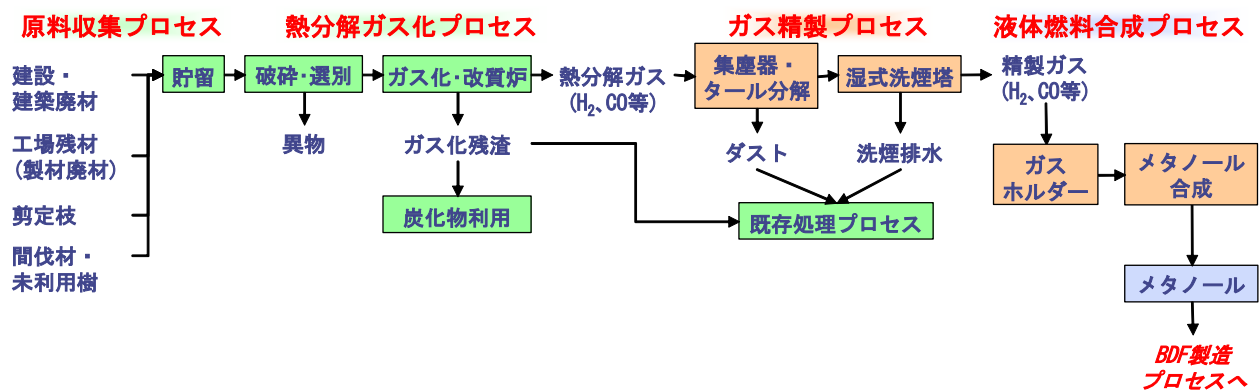 原料収集プロセス
熱分解ガス化プロセス
ガス精製プロセス
液体燃料合成プロセス
建設・
建築廃材
工場残材
(製材廃材)
剪定枝
間伐材・
未利用樹
貯留
破砕・選別
異物
ガス化・改質炉
ガス化残渣
炭化物利用
熱分解ガス
(H₂、CO等)
集塵器・
タール分解
ダスト
湿式洗煙塔
洗煙排水
既存処理プロセス
精製ガス
(H₂、CO等)
ガス
ホルダー
メタノール
合成
メタノール
BDF製造
プロセスへ